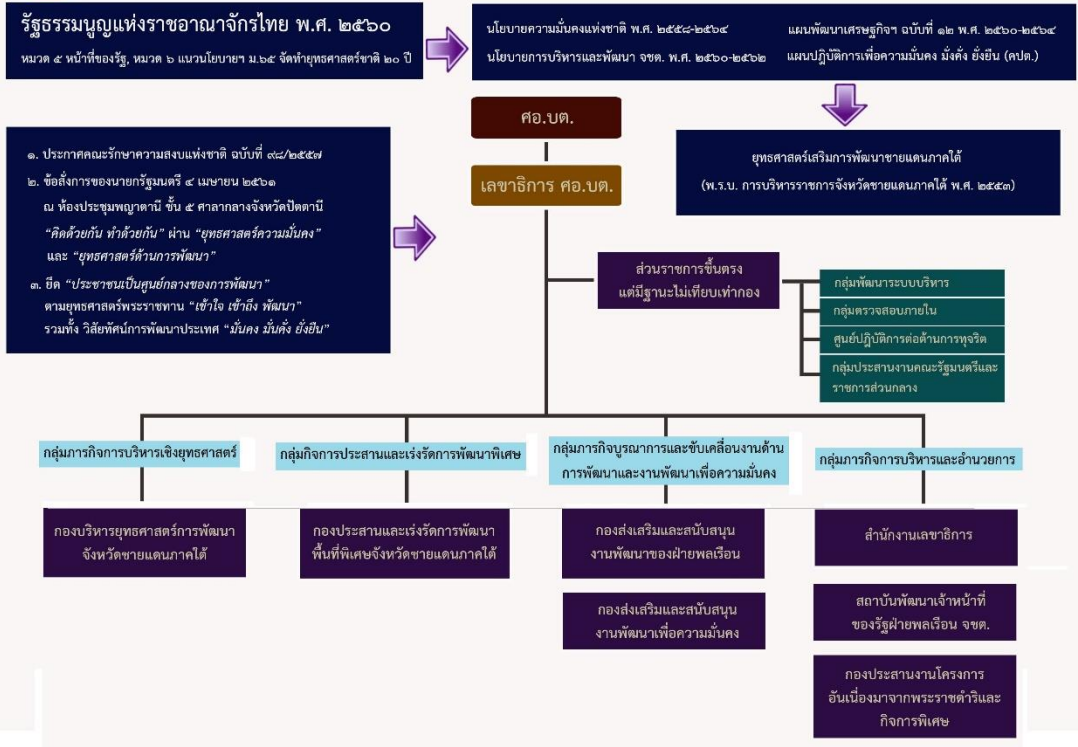 รัฐธรรมนูญแห่งราชอาณาจักรไทย พ.ศ. ๒๕๖๐
หมวด ๕ หน้าที่ของรัฐ, หมวด ๖ แนวนโยบายฯ ม.๖๕ จัดทำยุทธศาสตร์ชาติ ๒๐ ปี
นโยบายความมั่นคงแห่งชาติ พ.ศ. ๒๕๕๘-๒๕๖๔
นโยบายการบริหารและพัฒนา จชต. พ.ศ. ๒๕๖๐-๒๕๖๒
แผนพัฒนาเศรษฐกิจฯ ฉบับที่ ๑๒ พ.ศ. ๒๕๖๐-๒๕๖๔
แผนปฎิบัติการเพื่อความมั่นคง มั่งคั่ง ยั่งยืน (คปต.)
ศอ.บต.
เลขาธิการ ศอ.บต.
ยุทธศาสตร์เสริมการพัฒนาชายแดนภาคใต้
(พ.ร.บ. การบริหารราชการจังหวัดชายแดนภาคใต้ พ.ศ. ๒๕๕๓)
๑. ประกาศคณะรักษาความสงบแห่งชาติ ฉบับที่ ๙๘/๒๕๕๗
๒. ข้อสั่งการของนายกรัฐมนตรี ๔ เมษายน ๒๕๖๑
ณ ห้องประชุมพญาตานี ชั้น ๕ ศาลากลางจังหวัดปัตตานี
“คิดด้วยกัน ทำด้วยกัน” ผ่าน “ยุทธศาสตร์ความมั่นคง”
และ “ยุทธศาสตร์ด้านการพัฒนา”
๓. ยึด “ประชาชนเป็นศูนย์กลางของการพัฒนา”
ตามยุทธศาสตร์พระราชทาน “เข้าใจ เข้าถึง พัฒนา”
รวมทั้ง วิสัยทัศน์การพัฒนาประเทศ “มั่นคง มั่นคั่ง ยั่งยืน”
ส่วนราชการขึ้นตรง
แต่มีฐานะไม่เทียบเท่ากอง
กลุ่มพัฒนาระบบบริหาร
กลุ่มตรวจสอบภายใน
ศูนย์ปฎิบัติการต่อต้านการทุจริต
กลุ่มประสานงานคณะรัฐมนตรีและ
ราชการส่วนกลาง
กลุ่มภารกิจการบริหารเชิงยุทธศาสตร์
กลุ่มกิจการประสานและเร่งรัดการพัฒนาพิเศษ
กลุ่มภารกิจบูรณาการและขับเคลื่อนงานด้าน
การพัฒนาและงานพัฒนาเพื่อความมั่นคง
กลุ่มภารกิจการบริหารและอำนวยการ
กองบริหารยุทธศาสตร์การพัฒนา
จังหวัดชายแดนภาคใต้
กองประสานและเร่งรัดการพัฒนา
พื้นที่พิเศษจังหวัดชายแดนภาคใต้
กองส่งเสริมและสนับสนุน
งานพัฒนาของฝ่ายพลเรือน
กองส่งเสริมและสนับสนุน
งานพัฒนาเพื่อความมั่นคง
สำนักงานเลขาธิการ
สถาบันพัฒนาเจ้าหน้าที่
ของรัฐฝ่ายพลเรือน จชต.
กองประสานงานโครงการ
อันเนื่องมาจากพระราชดำริและ
กิจการพิเศษ